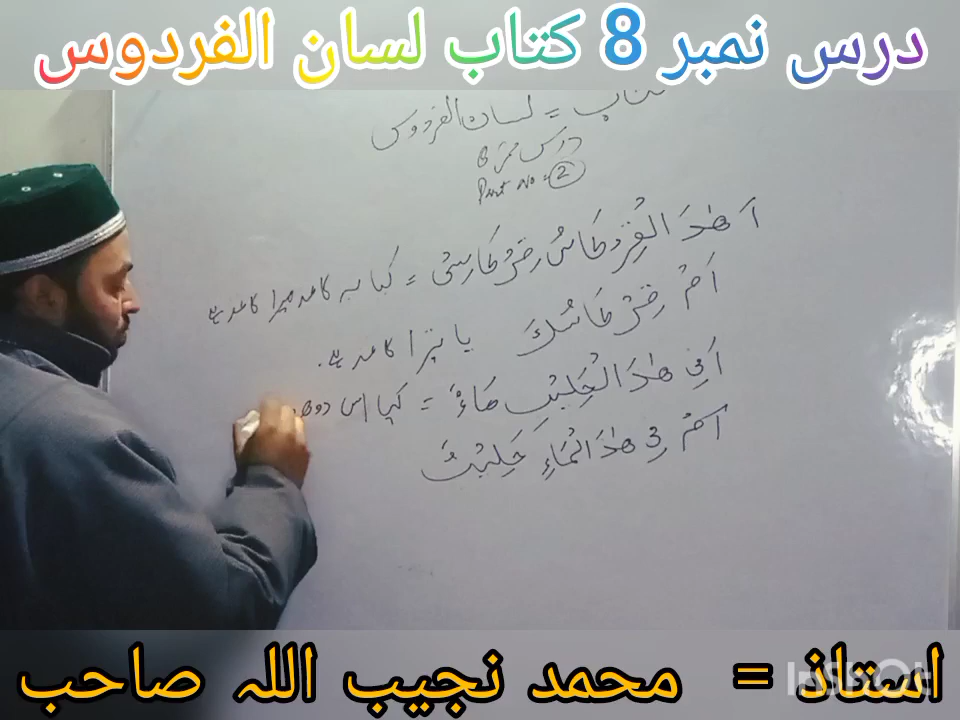 درس نمبر 8 کتاب لسان الفردوس
کتاب = لسان الفردوس
درس نمبر 8
Part No. 2
أَهٰذَا الْقِرْطَاسُ قِرْطَاسِیْ = کیا یہ کاغذ میرا کاغذ ہے
اَمْ قِرْطَاسُكَ یا تیرا کاغذ ہے.
اَفِیْ هٰذَا الْحَلِیْبِ مَاءٌ = کیا اس دودھ
اَمْ فِیْ هٰذَا الْمَاءِ حَلِیْبٌ
استاذ = محمد نجیب اللہ صاحب
InShOt